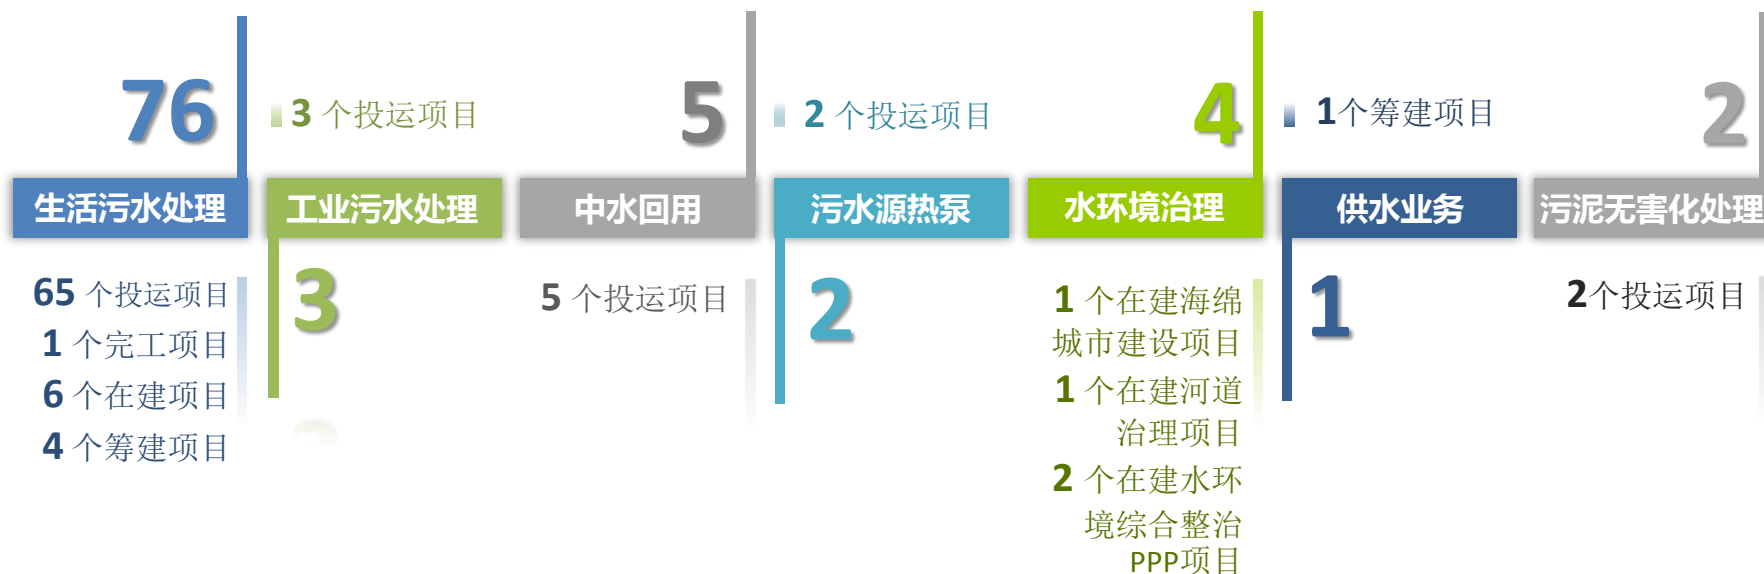 76
生活污水处理
65 个投运项目
1 个完工项目
6 个在建项目
4 个筹建项目
3 个投运项目
工业污水处理
3
5
中水回用
5 个投运项目
2 个投运项目
污水源热泵
2
4
水环境治理
1 个在建海绵
城市建设项目
1 个在建河道
治理项目
2 个在建水环
境综合整治
PPP项目
1个筹建项目
供水业务
1
2
污泥无害化处理
2个投运项目